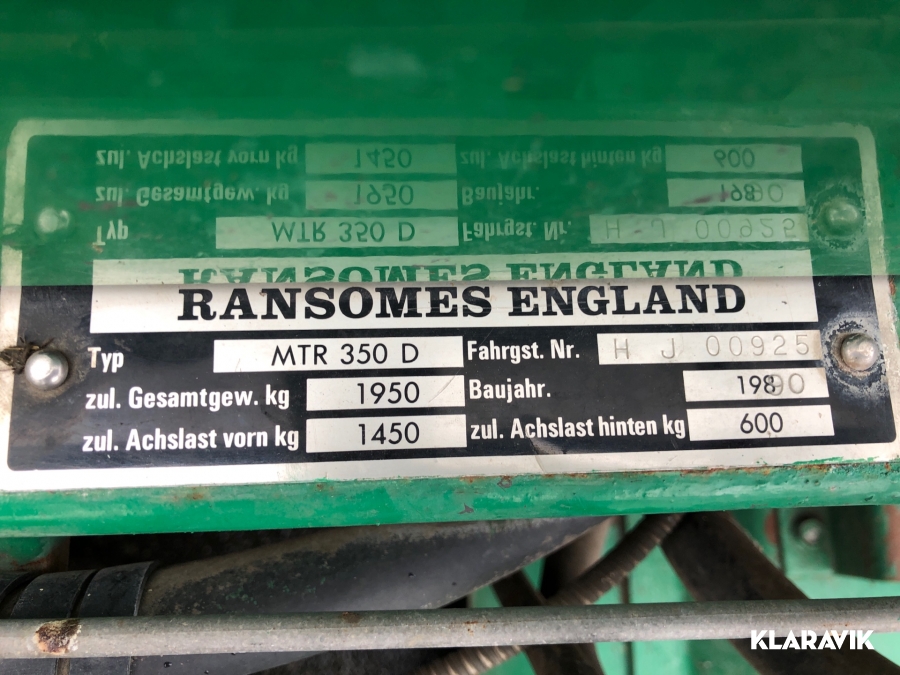 RANSOMES ENGLAND
Typ MTR 350 D Fahrgst. Nr. H J 00925
zul. Gesamtgew. kg 1950 Baujahr. 1990
zul. Achslast vorn kg 1450 zul. Achslast hinten kg 600
KLARAVIK